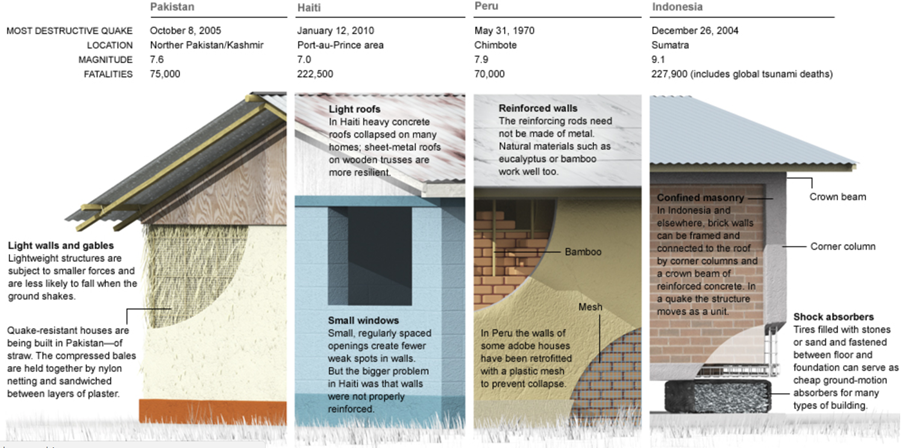 Pakistan
Haiti
Peru
Indonesia
MOST DESTRUCTIVE QUAKE
October 8, 2005
January 12, 2010
May 31, 1970
December 26, 2004
LOCATION
Norther Pakistan/Kashmir
Port-au-Prince area
Chimbote
Sumatra
MAGNITUDE
7.6
7.0
7.9
9.1
FATALITIES
75,000
222,500
70,000
227,900 (includes global tsunami deaths)
Light walls and gables
Lightweight structures are
subject to smaller forces and
are less likely to fall when the
ground shakes.
Quake-resistant houses are
being built in Pakistan—of
straw. The compressed bales
are held together by nylon
netting and sandwiched
between layers of plaster.
Light roofs
In Haiti heavy concrete
roofs collapsed on many
homes; sheet-metal roofs
on wooden trusses are
more resilient.
Small windows
Small, regularly spaced
openings create fewer
weak spots in walls.
But the bigger problem
in Haiti was that walls
were not properly
reinforced.
Reinforced walls
The reinforcing rods need
not be made of metal.
Natural materials such as
eucalyptus or bamboo
work well too.
Bamboo
Mesh
In Peru the walls of
some adobe houses
have been retrofitted
with a plastic mesh
to prevent collapse.
Confined masonry
In Indonesia and
elsewhere, brick walls
can be framed and
connected to the roof
by corner columns and
a crown beam of
reinforced concrete. In
a quake the structure
moves as a unit.
Crown beam
Corner column
Shock absorbers
Tires filled with stones
or sand and fastened
between floor and
foundation can serve as
cheap ground-motion
absorbers for many
types of building.